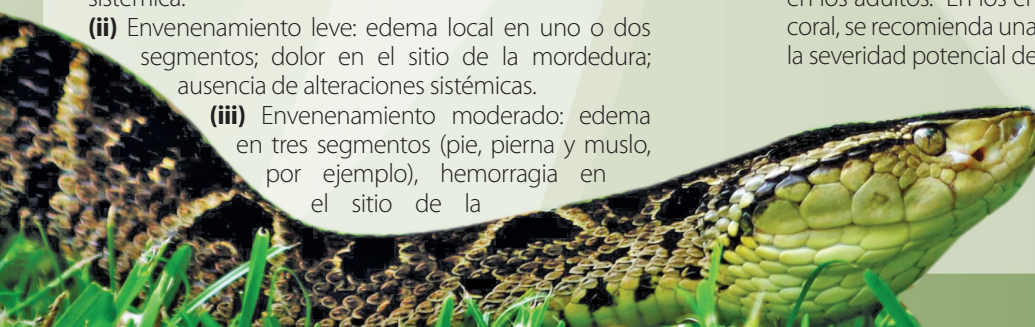 sistémica.
(ii) Envenenamiento leve: edema local en uno o dos
segmentos; dolor en el sitio de la mordedura;
ausencia de alteraciones sistémicas.
(iii) Envenenamiento moderado: edema
en tres segmentos (pie, pierna y muslo,
por ejemplo), hemorragia en
el sitio de la
en los adultos. En los
coral, se recomienda una
la severidad potencial de